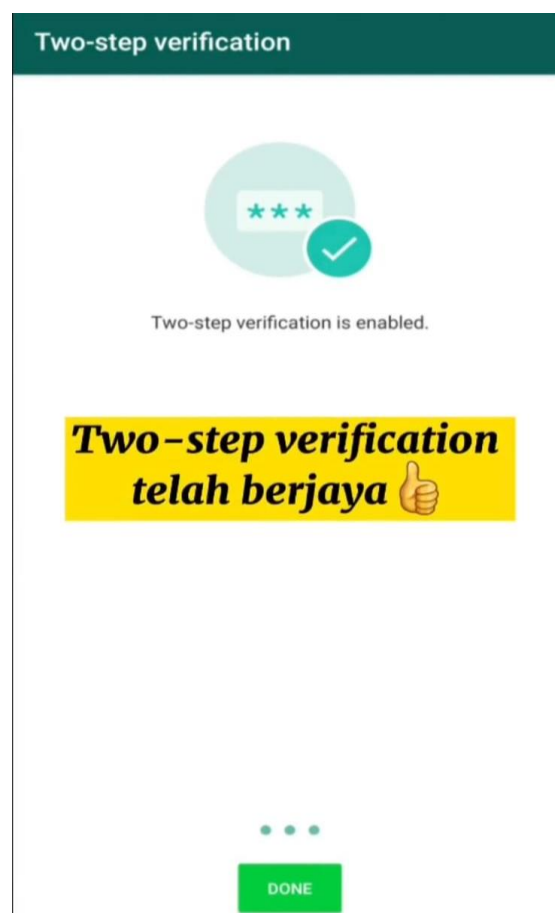 Two-step verification
***
Two-step verification is enabled.
Two-step verification
telah berjaya👍
DONE